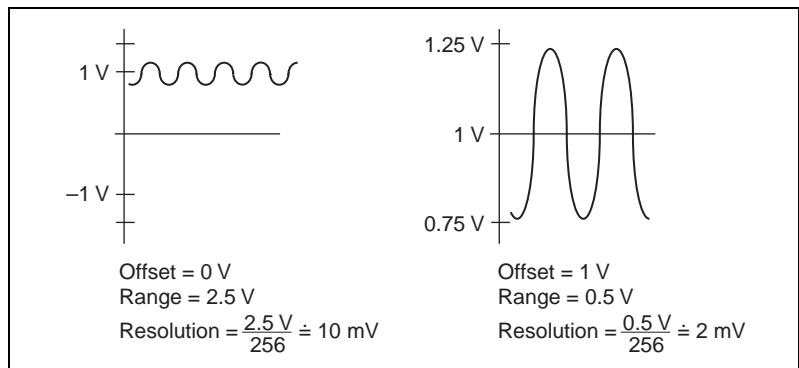 1 V
–1 V
Offset = 0 V
Range = 2.5 V
Resolution = 2.5 V / 256 ≐ 10 mV
1.25 V
1 V
0.75 V
Offset = 1 V
Range = 0.5 V
Resolution = 0.5 V / 256 ≐ 2 mV